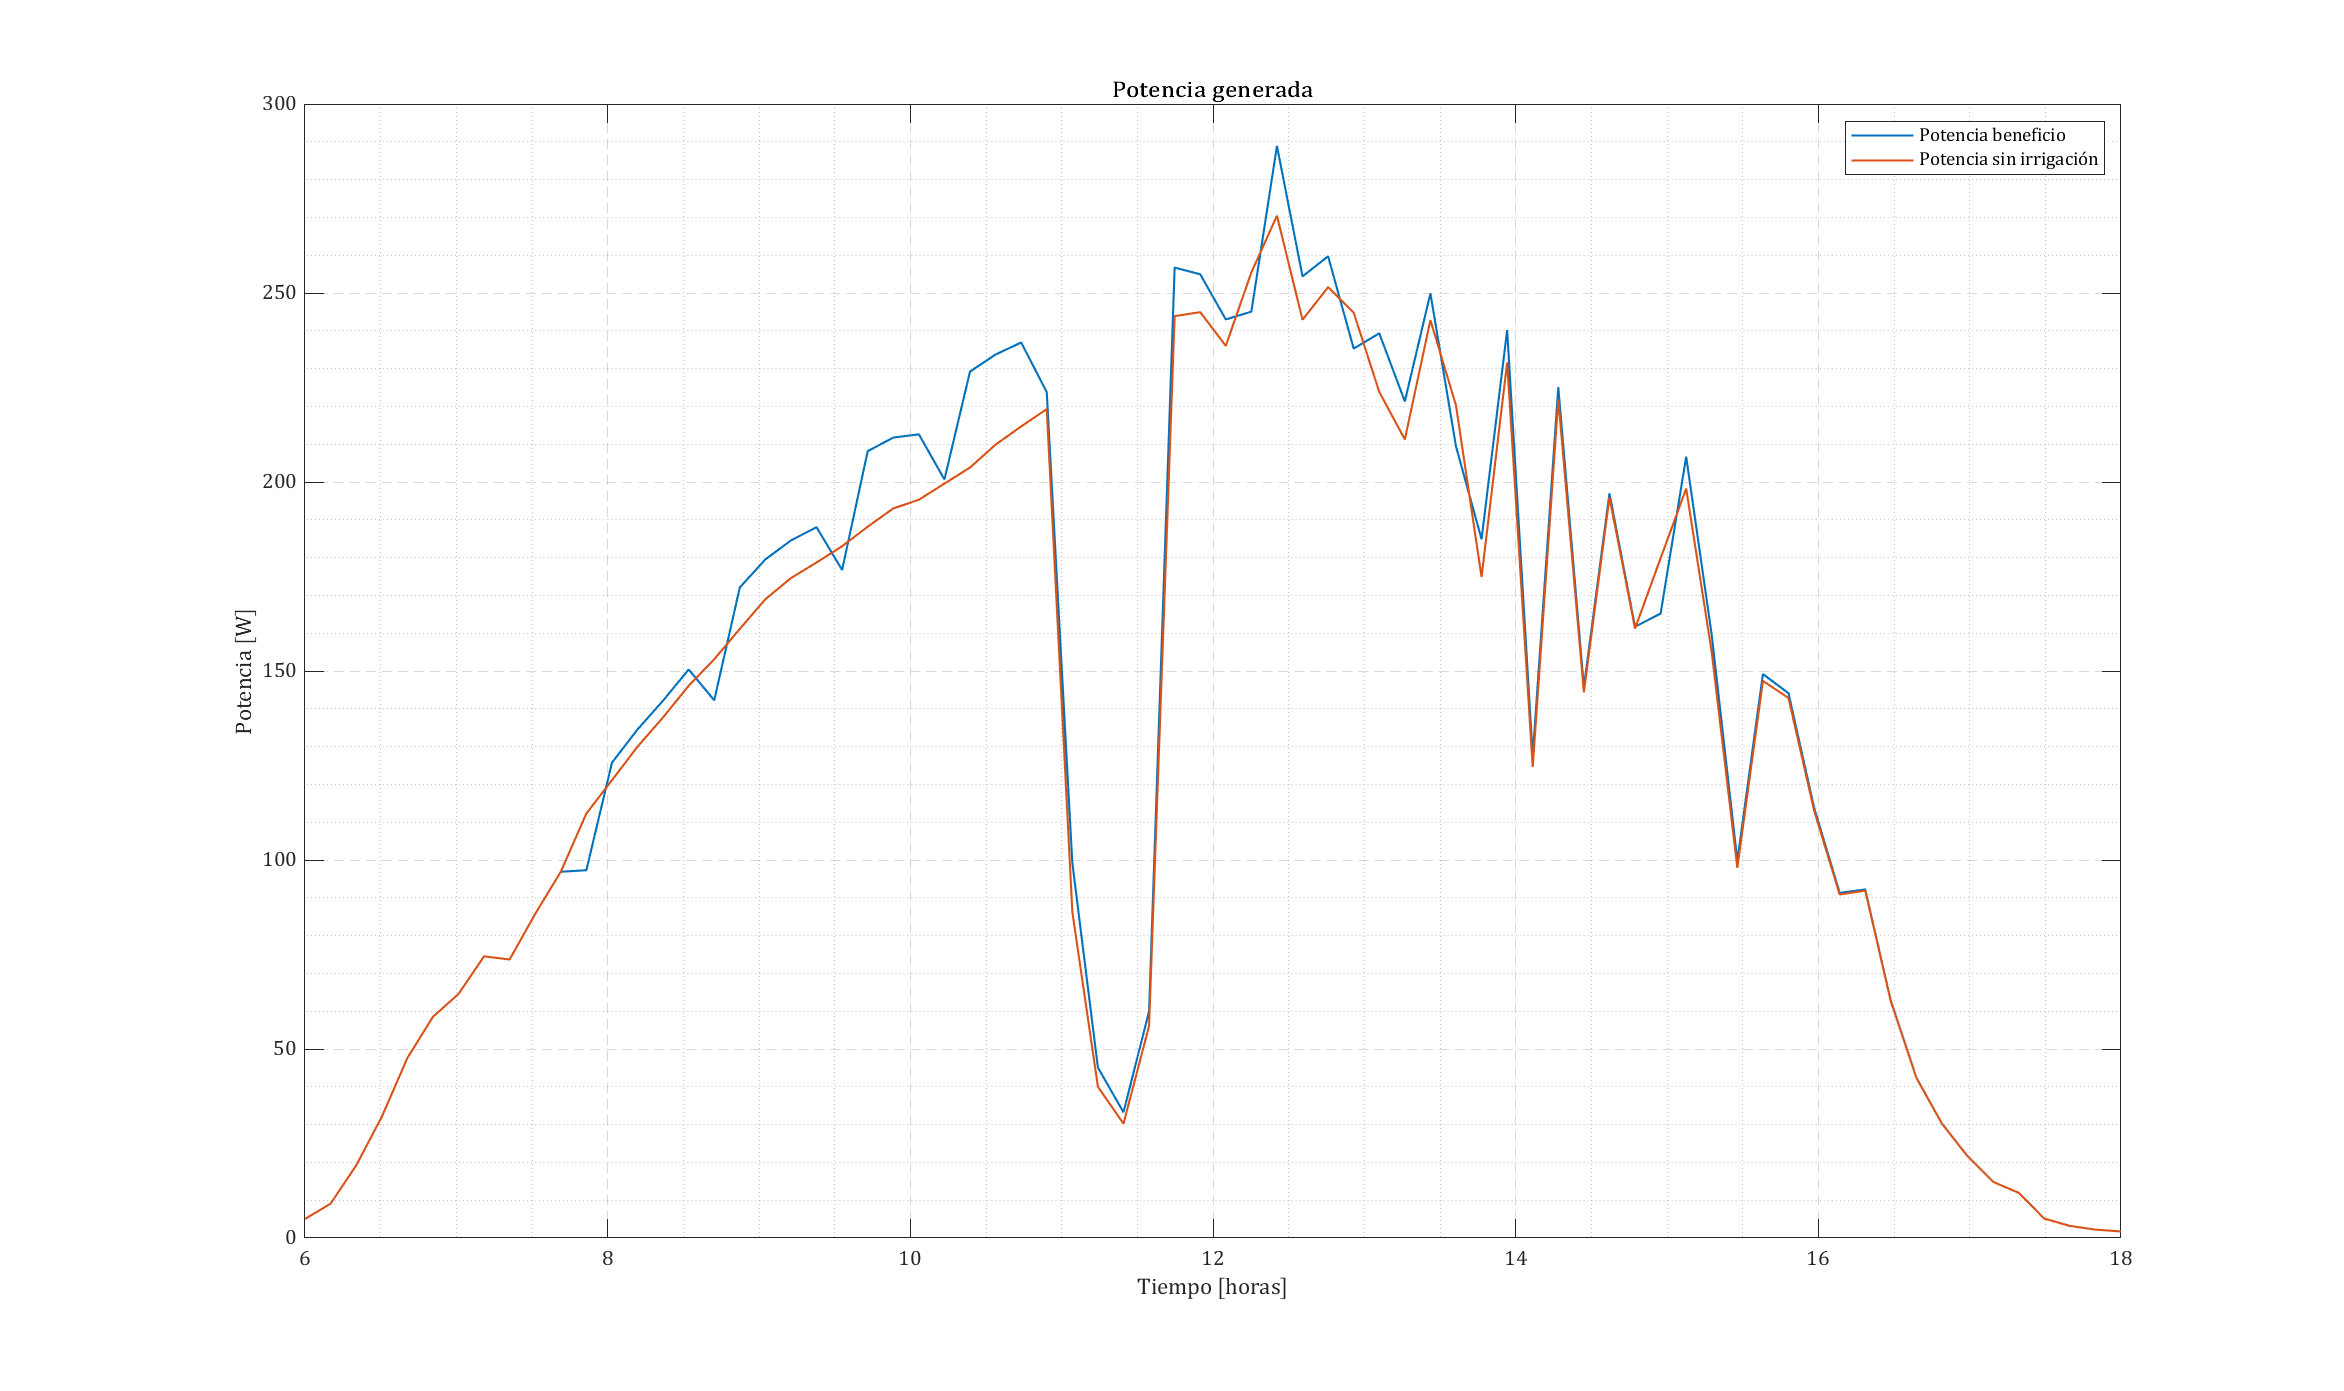 Potencia generada
300
250
200
150
100
50
0
Potencia [W]
6
8
10
12
14
16
18
Tiempo [horas]
Potencia beneficio
Potencia sin irrigación